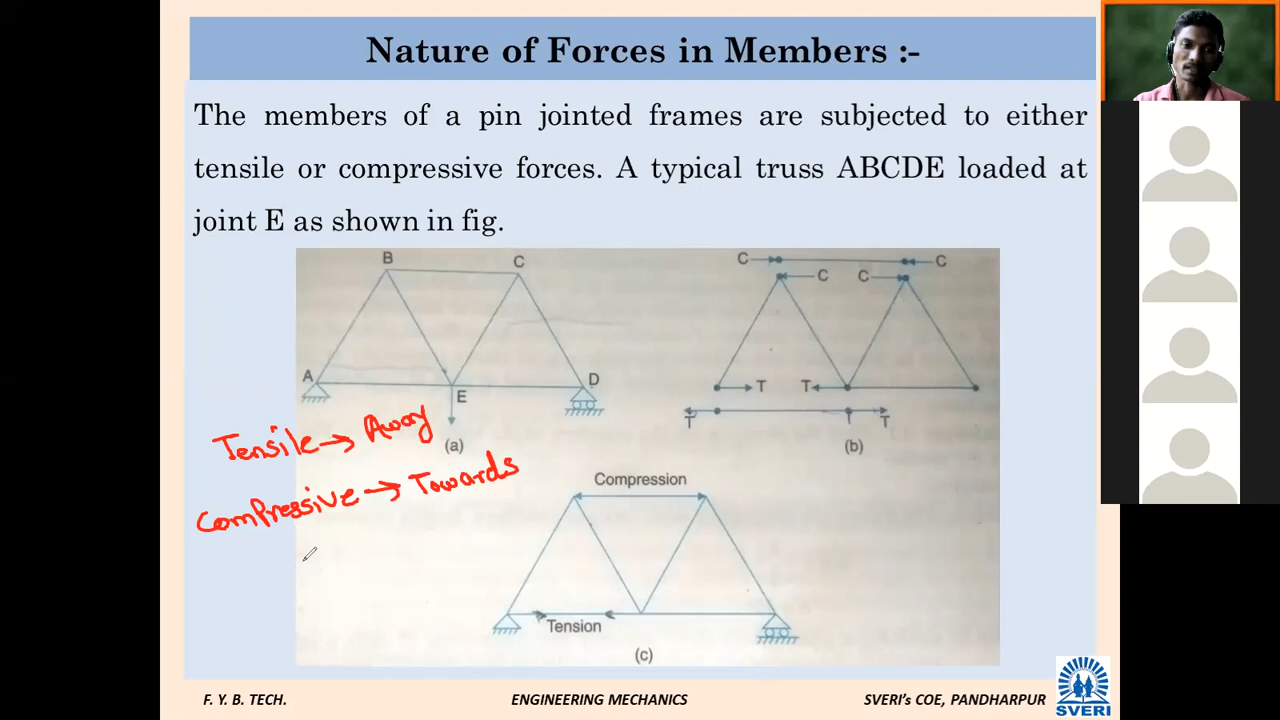 Nature of Forces in Members :-
The members of a pin jointed frames are subjected to either
tensile or compressive forces. A typical truss ABCDE loaded at
joint E as shown in fig.
B
C
A
D
E
(a)
C
C
C
C
T
T
T
T
(b)
Tensile → Away
Compressive → Towards
Compression
Tension
(c)
F. Y. B. TECH.
ENGINEERING MECHANICS
SVERI's COE, PANDHARPUR
SVERI